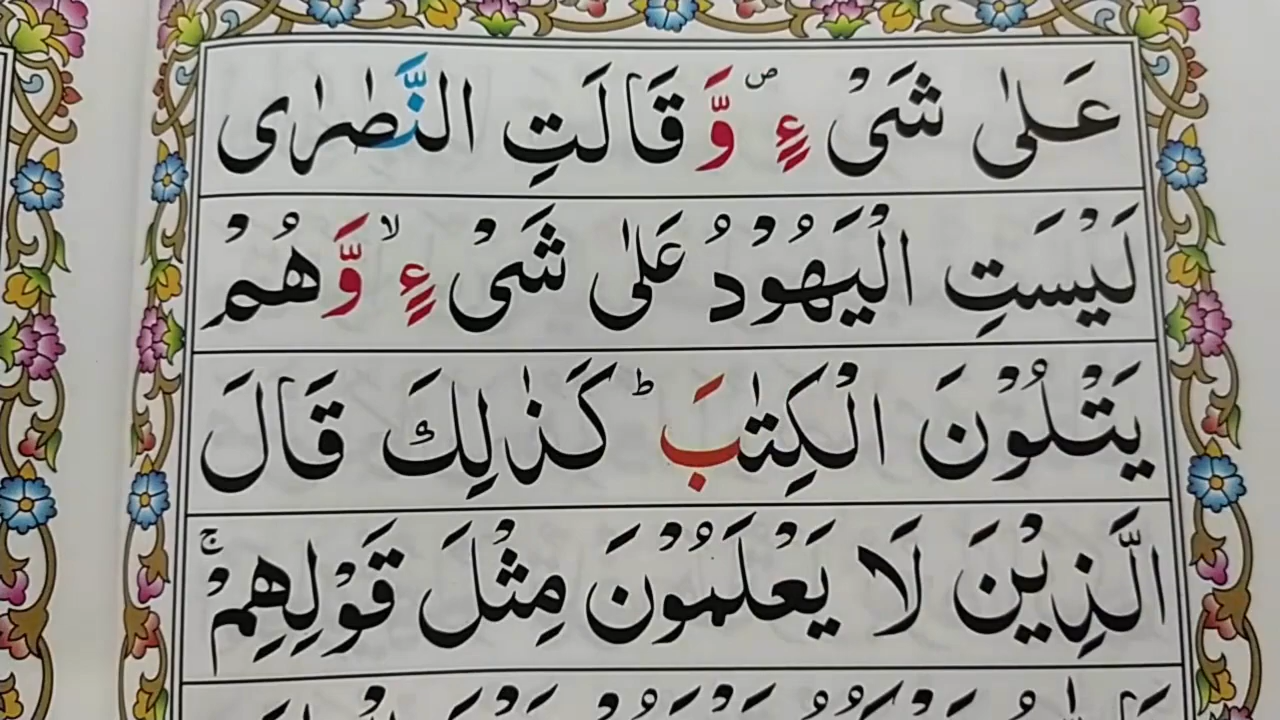 عَلٰی شَیْءٍ ۪ وَّقَالَتِ النَّصٰرٰی
لَیْسَتِ الْیَهُوْدُ عَلٰی شَیْءٍ ۙ وَّهُمْ
یَتْلُوْنَ الْكِتٰبَ ؕ كَذٰلِكَ قَالَ
الَّذِیْنَ لَا یَعْلَمُوْنَ مِثْلَ قَوْلِهِمْ ۚ